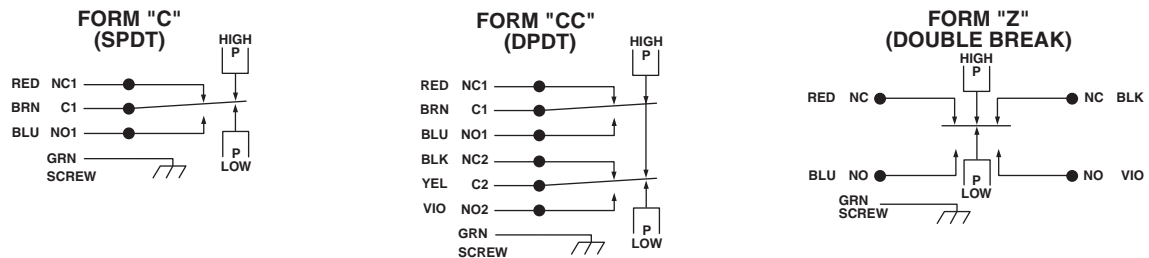 FORM "C"
(SPDT)
HIGH
P
RED NC1
BRN C1
BLU NO1
P
LOW
GRN
SCREW
FORM "CC"
(DPDT)
HIGH
P
RED NC1
BRN C1
BLU NO1
BLK NC2
YEL C2
VIO NO2
P
LOW
GRN
SCREW
FORM "Z"
(DOUBLE BREAK)
HIGH
P
RED NC
NC BLK
BLU NO
P
LOW
NO VIO
GRN
SCREW